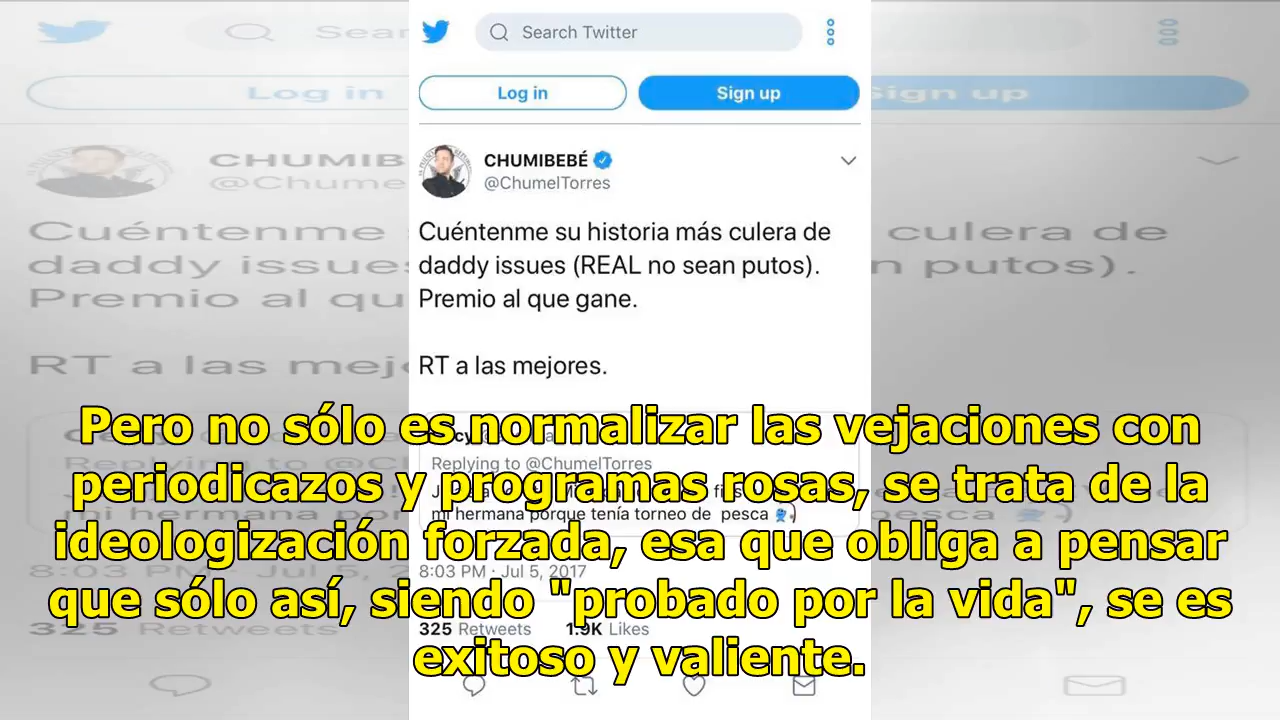 Search Twitter
Log in
Sign up
CHUMIBEBÉ
@ChumelTorres
Cuéntenme su historia más culera de
daddy issues (REAL no sean putos).
Premio al que gane.
RT a las mejores.
Replying to @ChumelTorres
mi hermana porque tenía torneo de pesca
8:03 PM · Jul 5, 2017
325 Retweets 1.9K Likes
Pero no sólo es normalizar las vejaciones con
periodicazos y programas rosas, se trata de la
ideologización forzada, esa que obliga a pensar
que sólo así, siendo "probado por la vida", se es
exitoso y valiente.